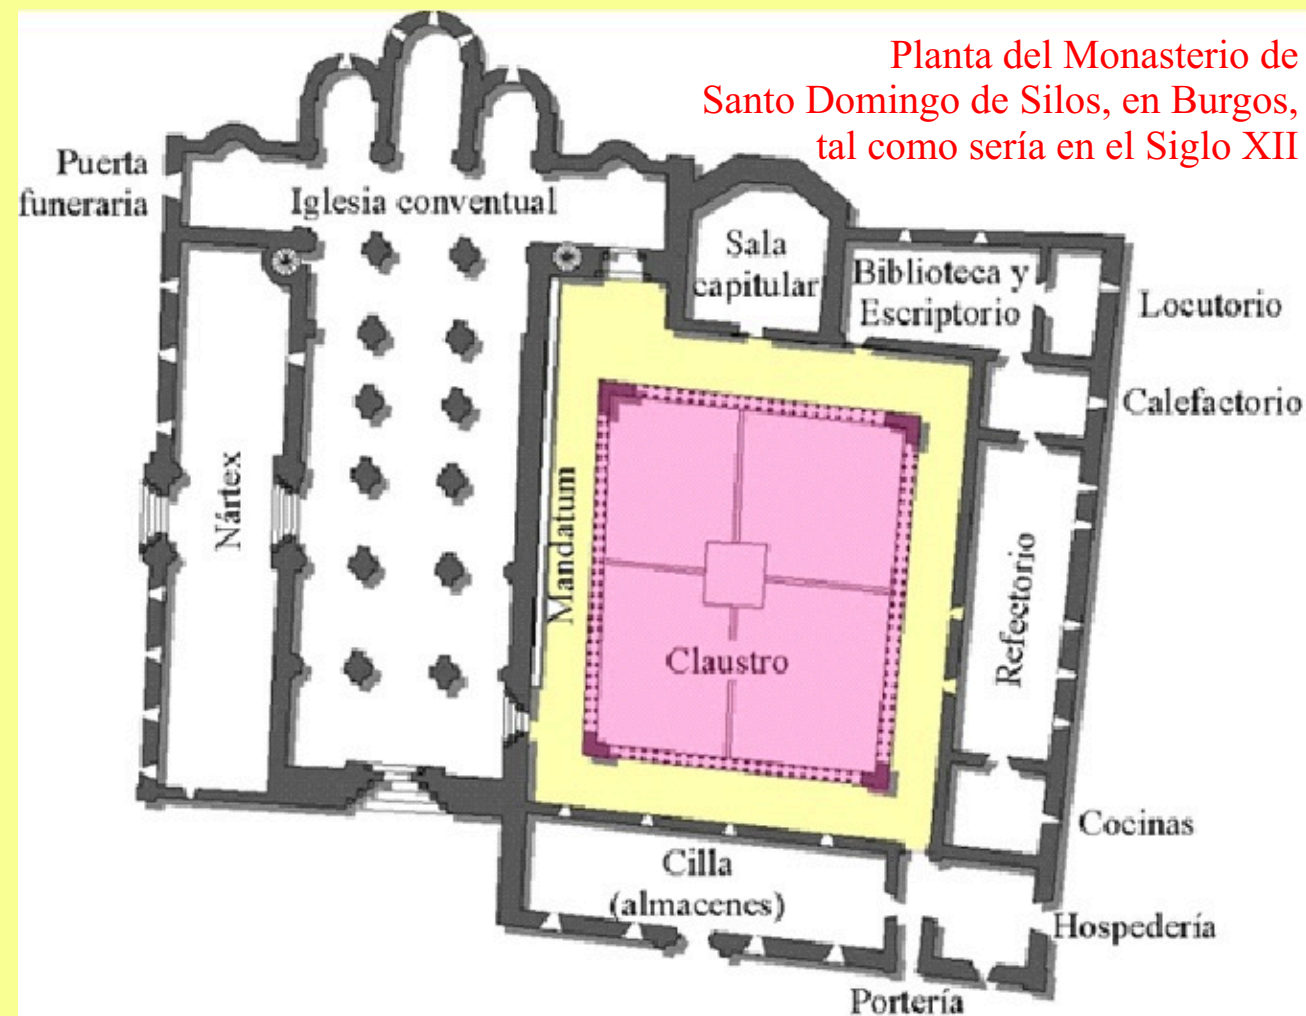 Planta del Monasterio de
Santo Domingo de Silos, en Burgos,
tal como sería en el Siglo XII
Puerta
funeraria
Iglesia conventual
Sala
capitular
Biblioteca y
Escriptorio
Locutorio
Calefactorio
Nártex
Mandatum
Claustro
Refectorio
Cocinas
Cilla
(almacenes)
Hospedería
Portería